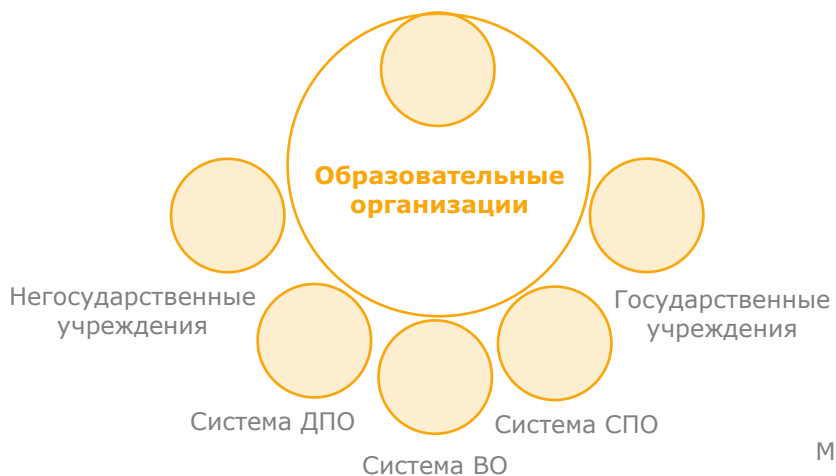 Образовательные
организации
Негосударственные
учреждения
Государственные
учреждения
Система ДПО
Система СПО
Система ВО
М